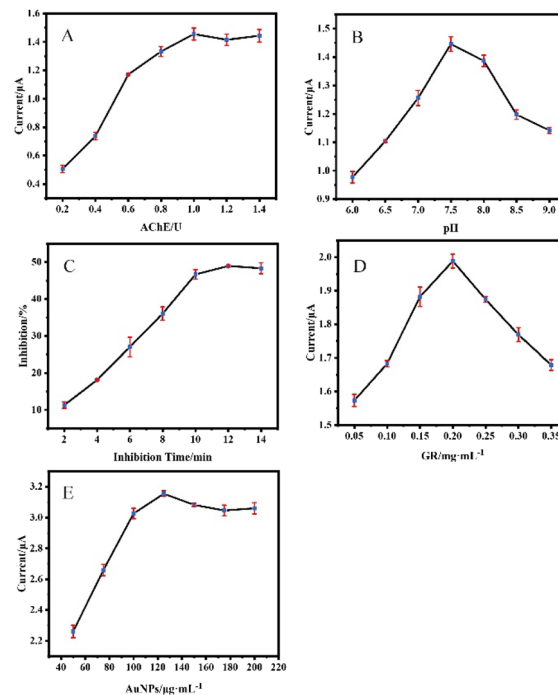 A
Current/μA
1.6
1.4
1.2
1.0
0.8
0.6
0.4
0.2 0.4 0.6 0.8 1.0 1.2 1.4
AChE/U
B
Current/μA
1.5
1.4
1.3
1.2
1.1
1.0
0.9
6.0 6.5 7.0 7.5 8.0 8.5 9.0
pH
C
Inhibition/%
50
40
30
20
10
2 4 6 8 10 12 14
Inhibition Time/min
D
Current/μA
2.0
1.9
1.8
1.7
1.6
1.5
0.05 0.10 0.15 0.20 0.25 0.30 0.35
GR/mg·mL⁻¹
E
Current/μA
3.2
3.0
2.8
2.6
2.4
2.2
40 60 80 100 120 140 160 180 200 220
AuNPs/μg·mL⁻¹